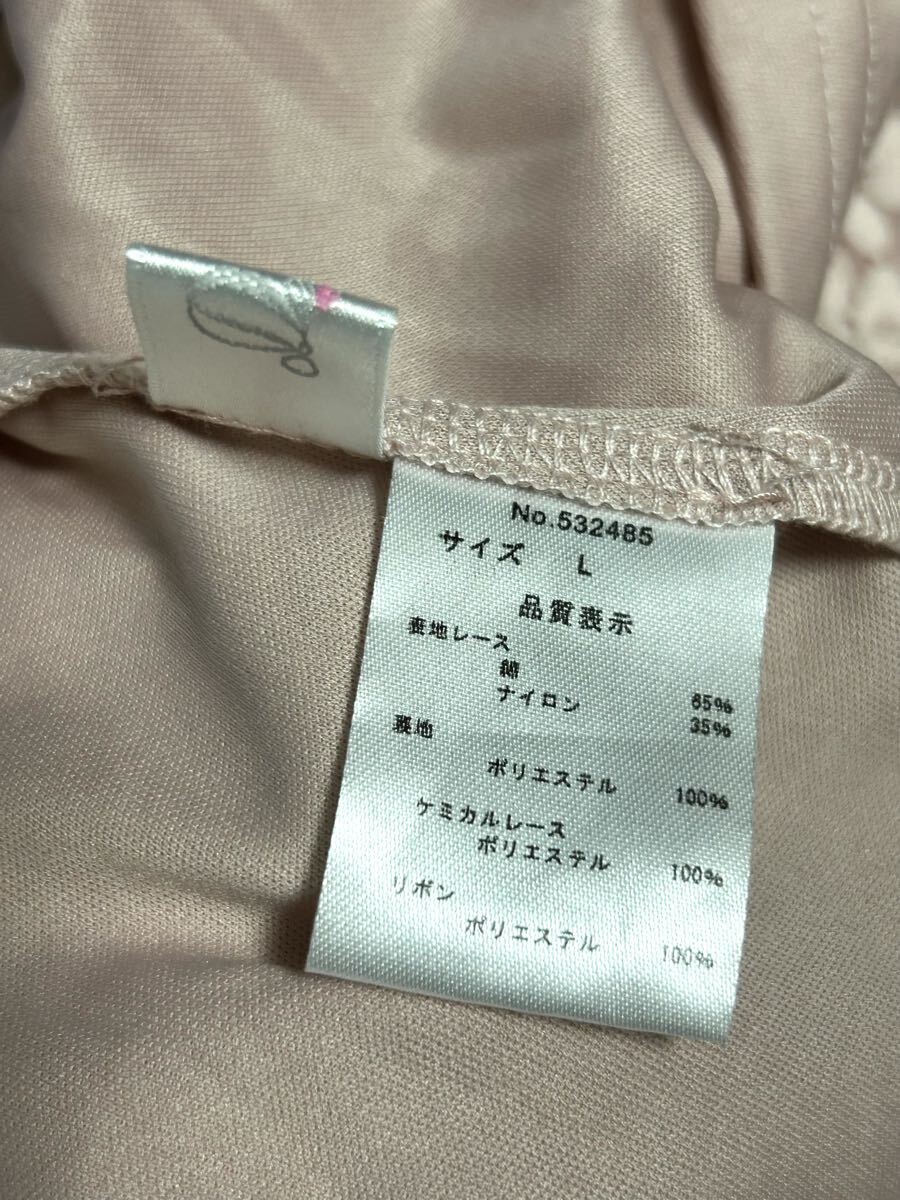 No.532485
サイズ L
品質表示
表地レース
綿 65%
ナイロン 35%
裏地
ポリエステル 100%
ケミカルレース
ポリエステル 100%
リボン
ポリエステル 100%